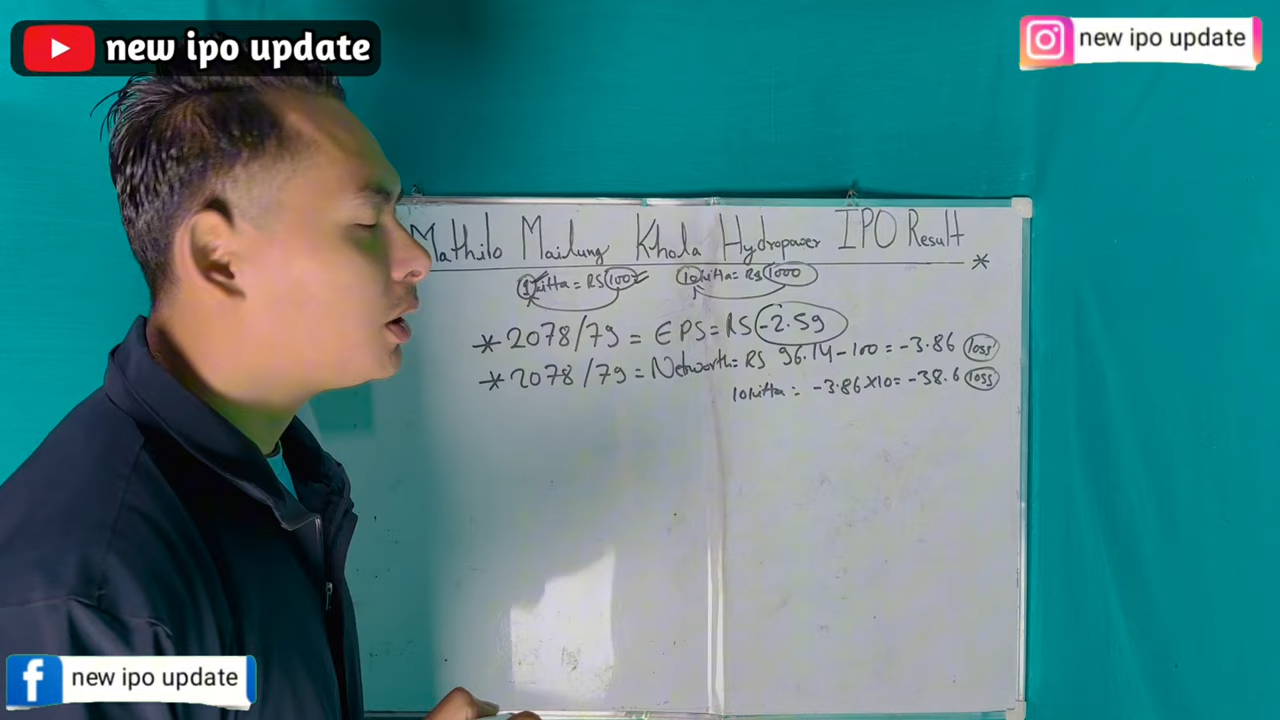 new ipo update
new ipo update
Mathilo Mailung Khola Hydropower IPO Result *
1 kitta = RS 100 10 kitta = RS 1000
* 2078/79 = EPS = RS -2.59
* 2078/79 = Networth = RS 96.14 - 100 = -3.86 loss
10 kitta = -3.86 x 10 = -38.6 loss
new ipo update